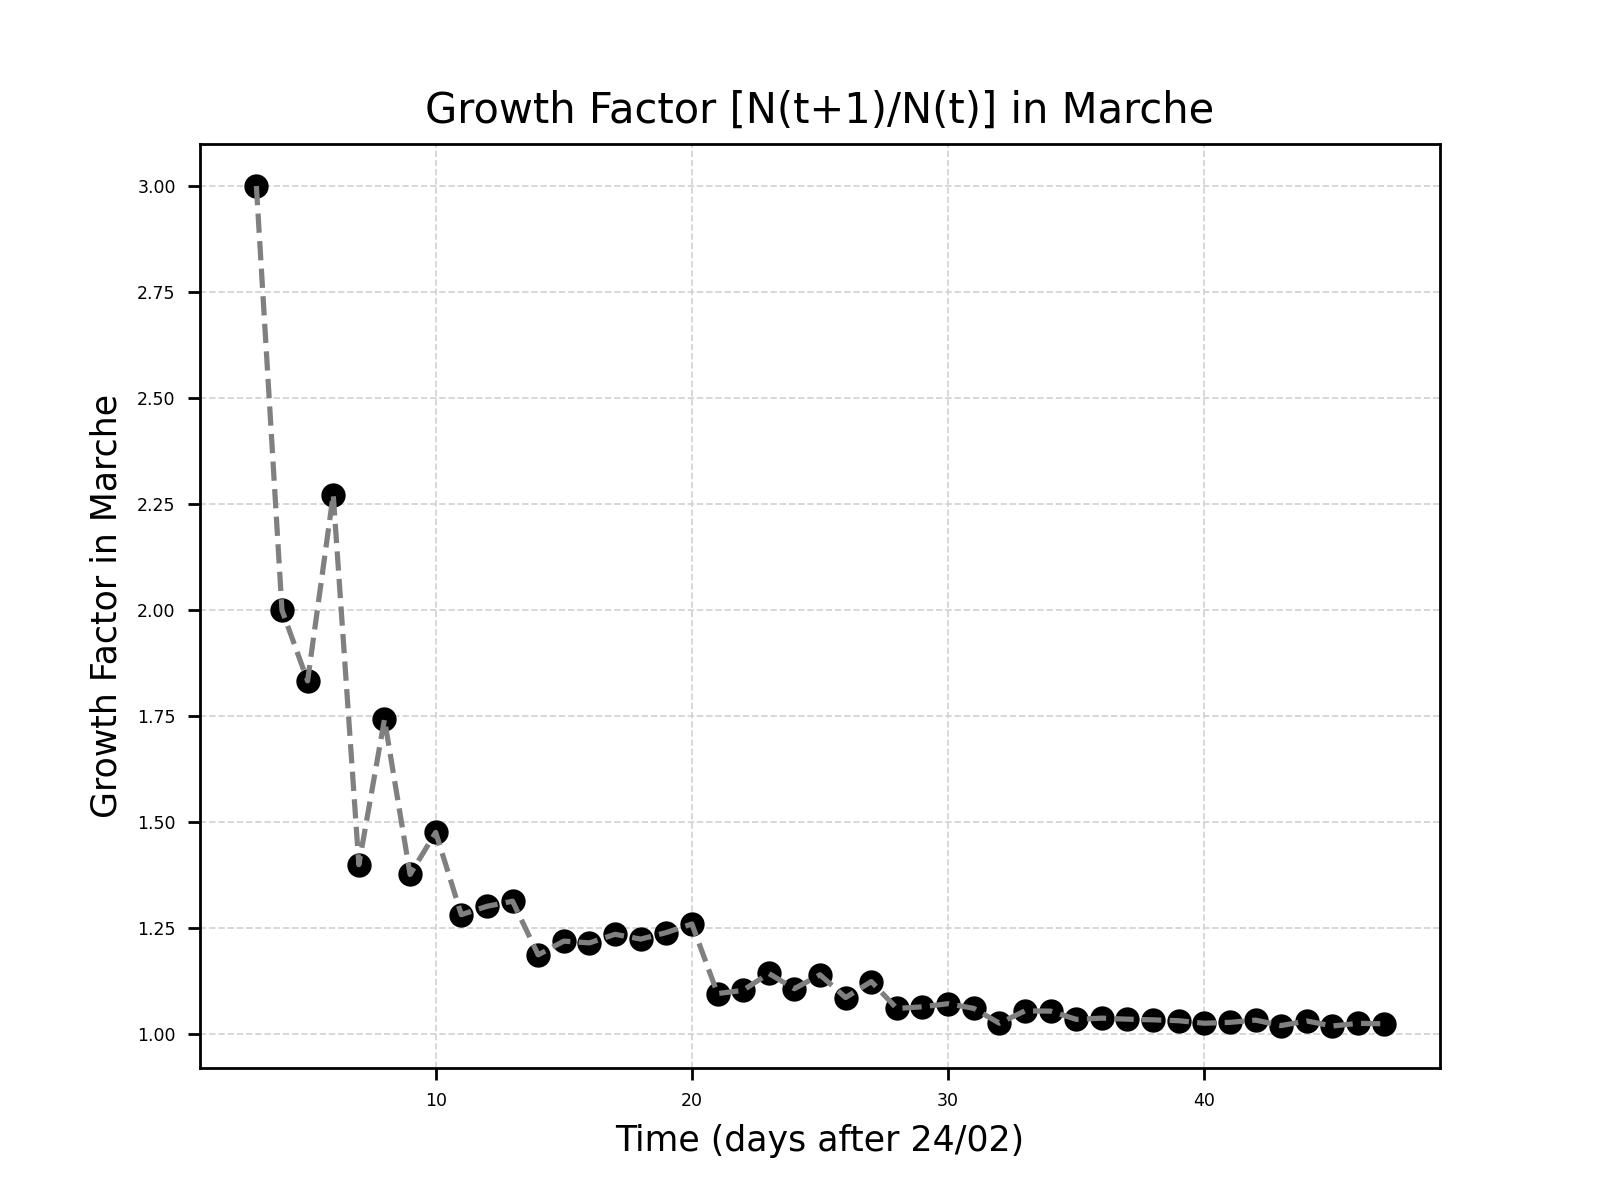 Growth Factor [N(t+1)/N(t)] in Marche
Growth Factor in Marche
3.00
2.75
2.50
2.25
2.00
1.75
1.50
1.25
1.00
10 20 30 40
Time (days after 24/02)